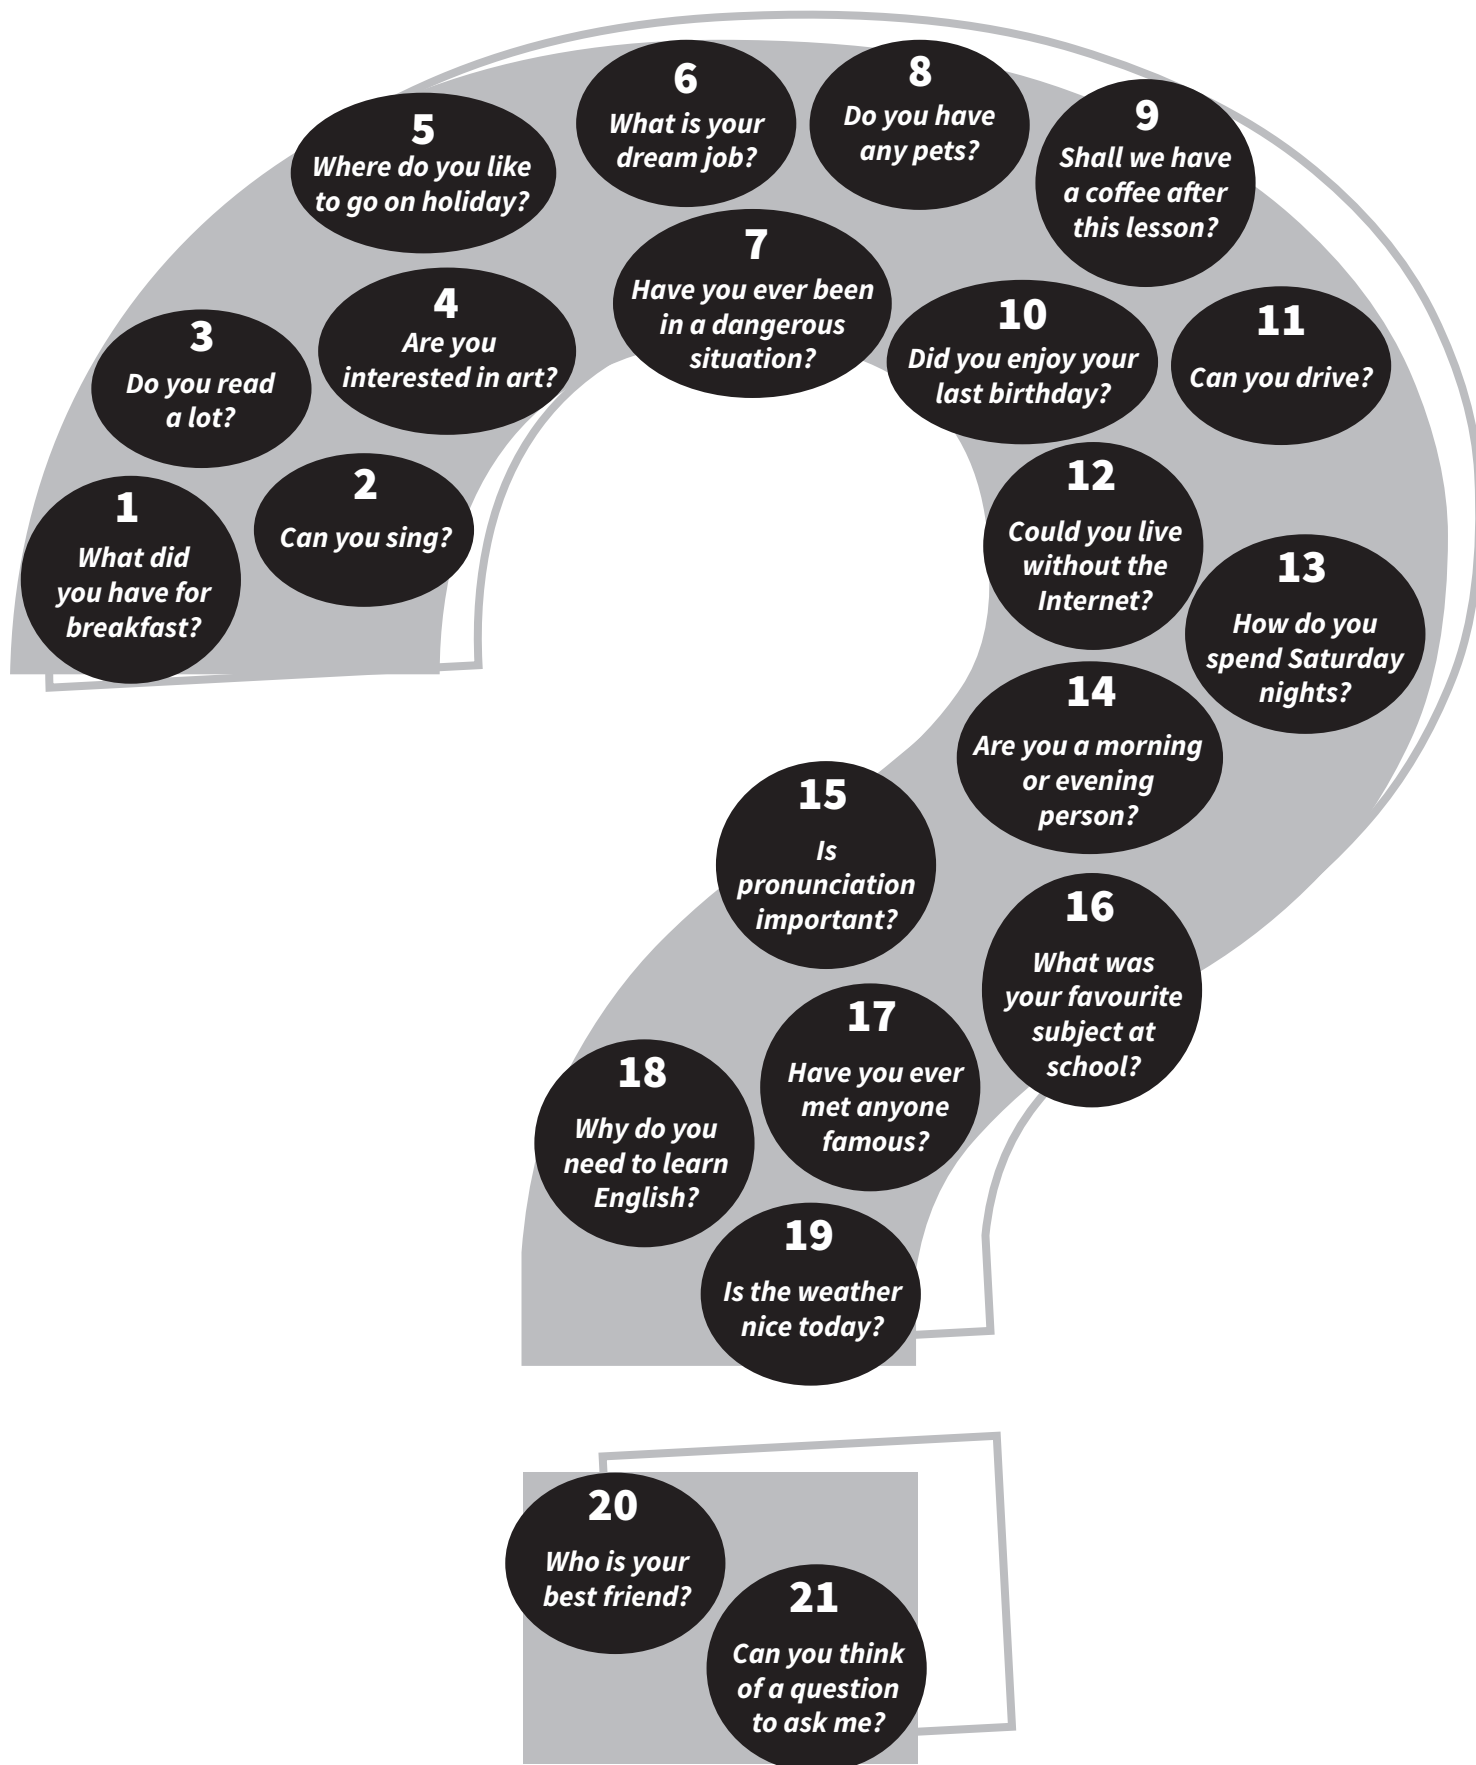 1
What did
you have for
breakfast?
2
Can you sing?
3
Do you read
a lot?
4
Are you
interested in art?
5
Where do you like
to go on holiday?
6
What is your
dream job?
7
Have you ever been
in a dangerous
situation?
8
Do you have
any pets?
9
Shall we have
a coffee after
this lesson?
10
Did you enjoy your
last birthday?
11
Can you drive?
12
Could you live
without the
Internet?
13
How do you
spend Saturday
nights?
14
Are you a morning
or evening
person?
15
Is
pronunciation
important?
16
What was
your favourite
subject at
school?
17
Have you ever
met anyone
famous?
18
Why do you
need to learn
English?
19
Is the weather
nice today?
20
Who is your
best friend?
21
Can you think
of a question
to ask me?